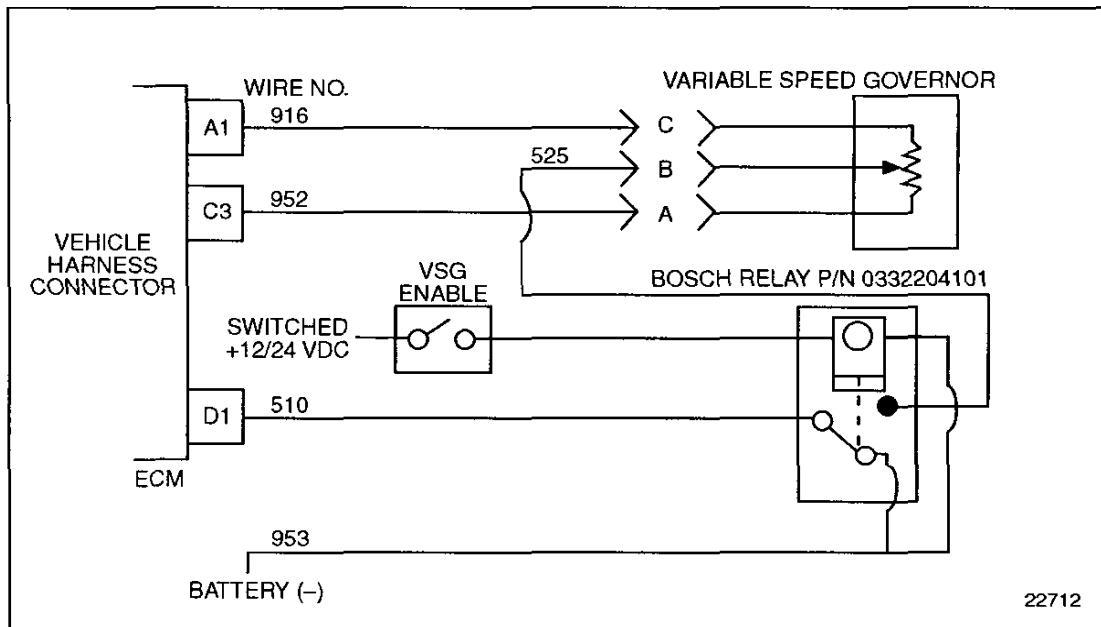 WIRE NO.
VARIABLE SPEED GOVERNOR
A1
916
C
525
B
C3
952
A
VEHICLE
HARNESS
CONNECTOR
VSG
ENABLE
BOSCH RELAY P/N 0332204101
SWITCHED
+12/24 VDC
D1
510
ECM
953
BATTERY (–)
22712